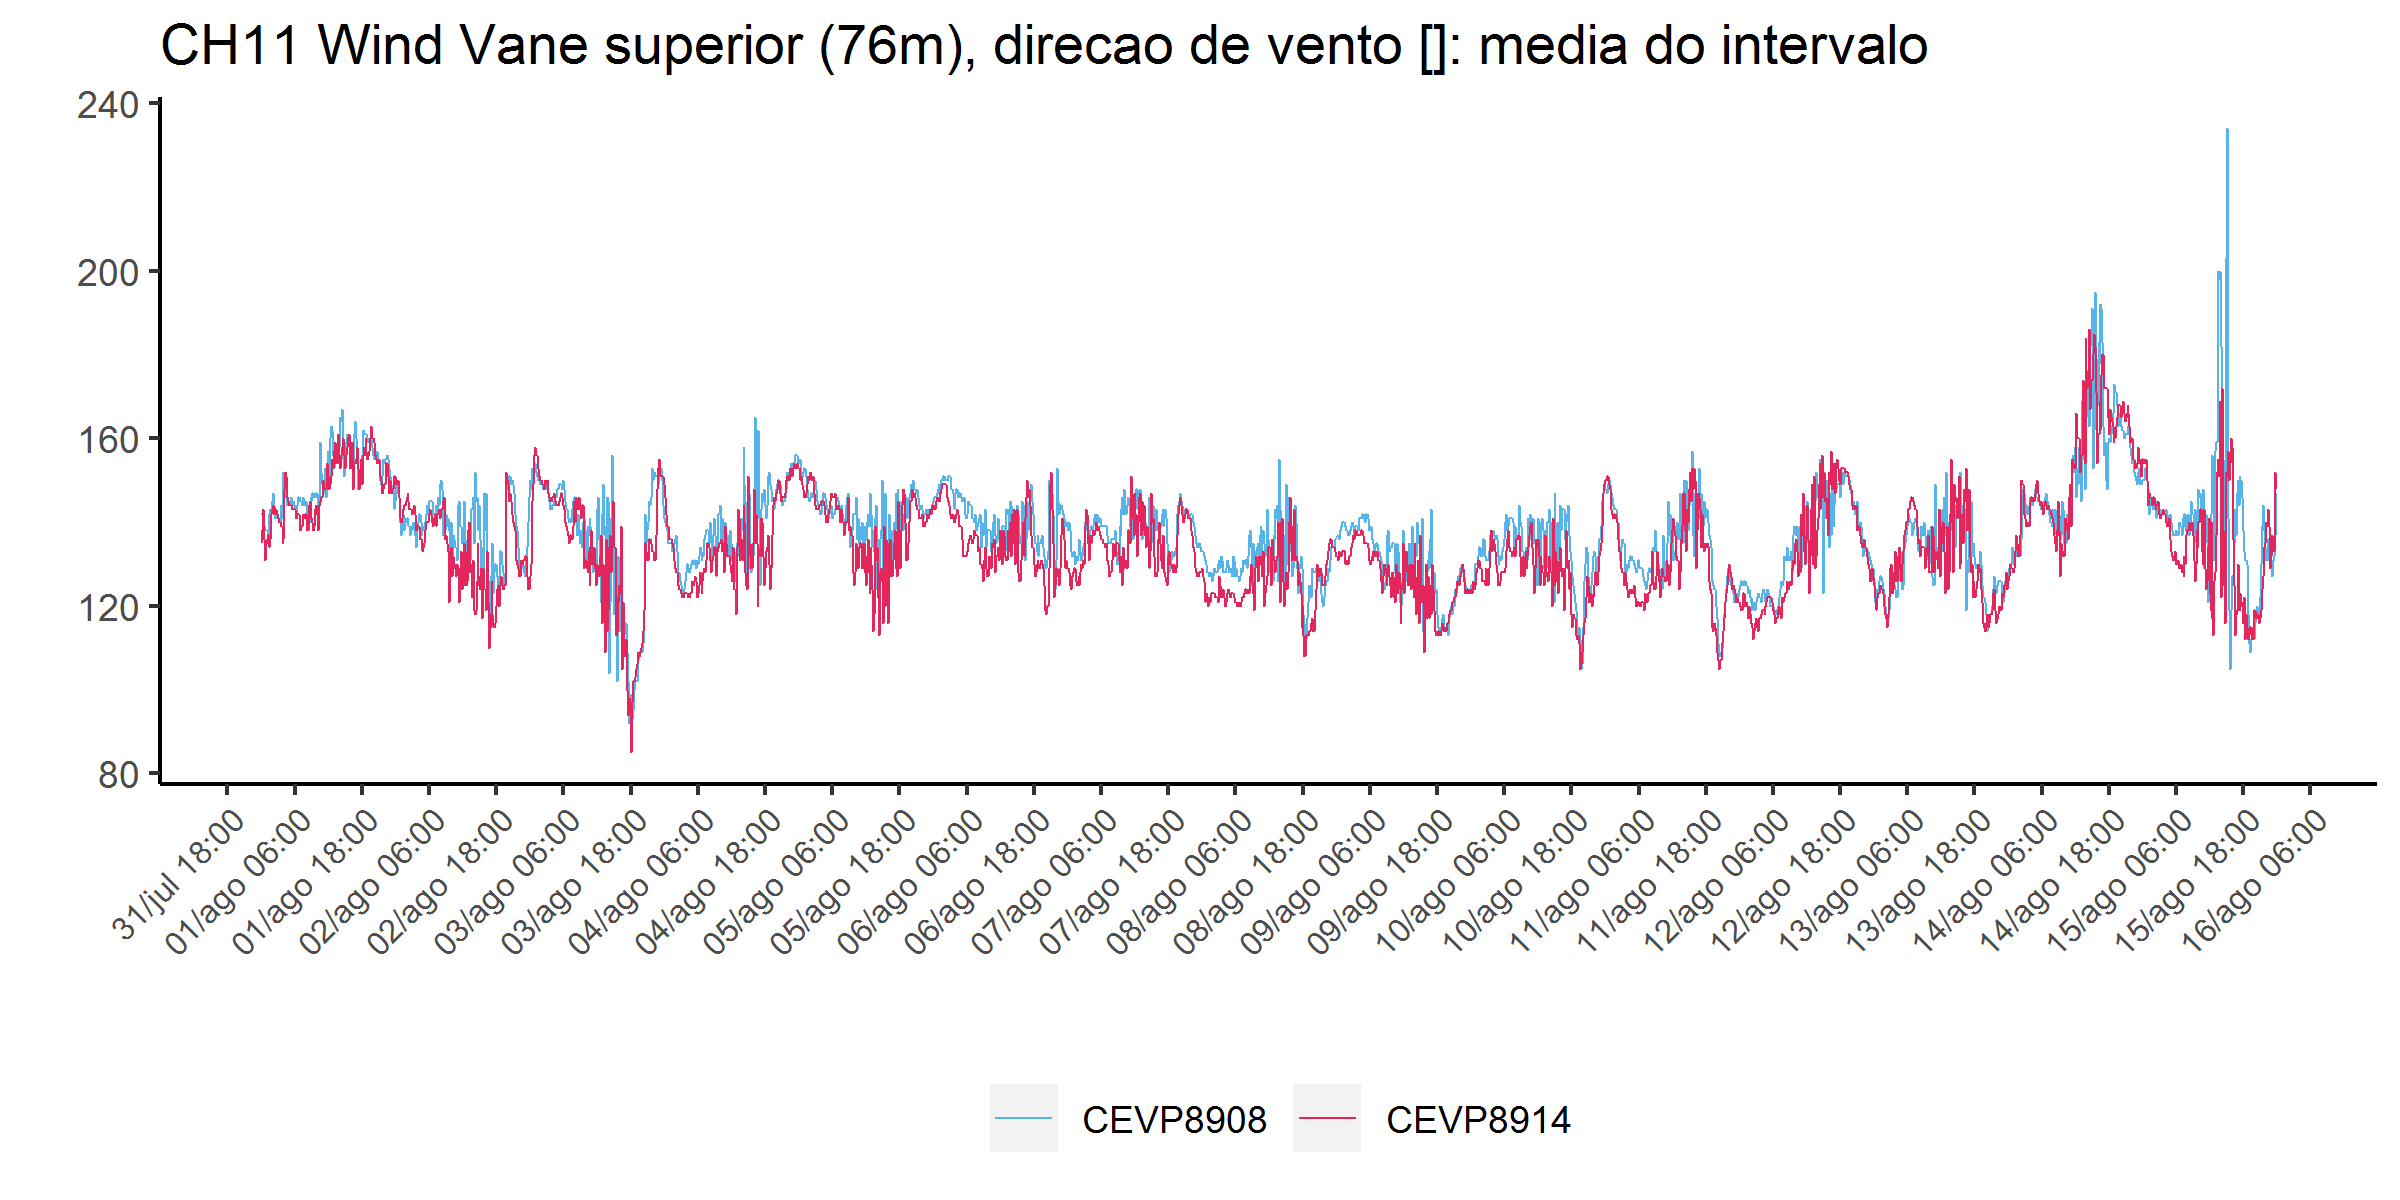 CH11 Wind Vane superior (76m), direcao de vento []: media do intervalo
240
200
160
120
80
31/jul 18:00
01/ago 06:00
01/ago 18:00
02/ago 06:00
02/ago 18:00
03/ago 06:00
03/ago 18:00
04/ago 06:00
04/ago 18:00
05/ago 06:00
05/ago 18:00
06/ago 06:00
06/ago 18:00
07/ago 06:00
07/ago 18:00
08/ago 06:00
08/ago 18:00
09/ago 06:00
09/ago 18:00
10/ago 06:00
10/ago 18:00
11/ago 06:00
11/ago 18:00
12/ago 06:00
12/ago 18:00
13/ago 06:00
13/ago 18:00
14/ago 06:00
14/ago 18:00
15/ago 06:00
15/ago 18:00
16/ago 06:00
CEVP8908
CEVP8914